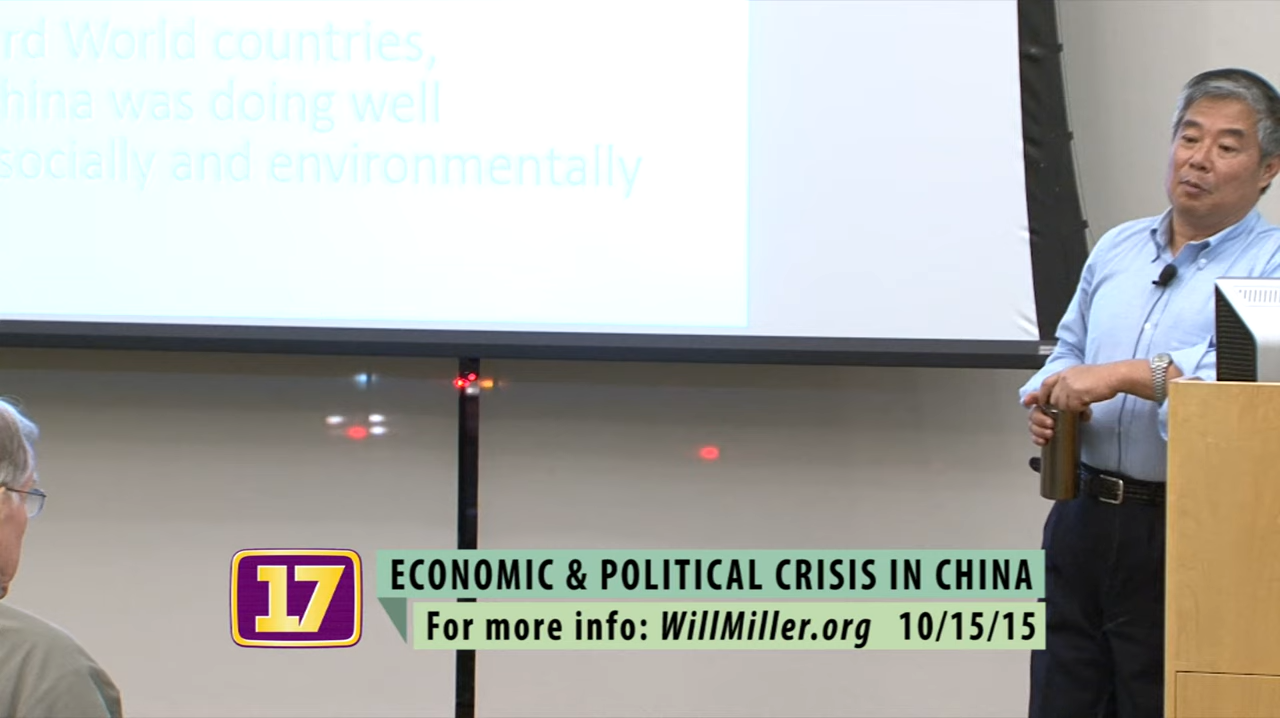 rd World countries,
hina was doing well
socially and environmentally
17
ECONOMIC & POLITICAL CRISIS IN CHINA
For more info: WillMiller.org 10/15/15